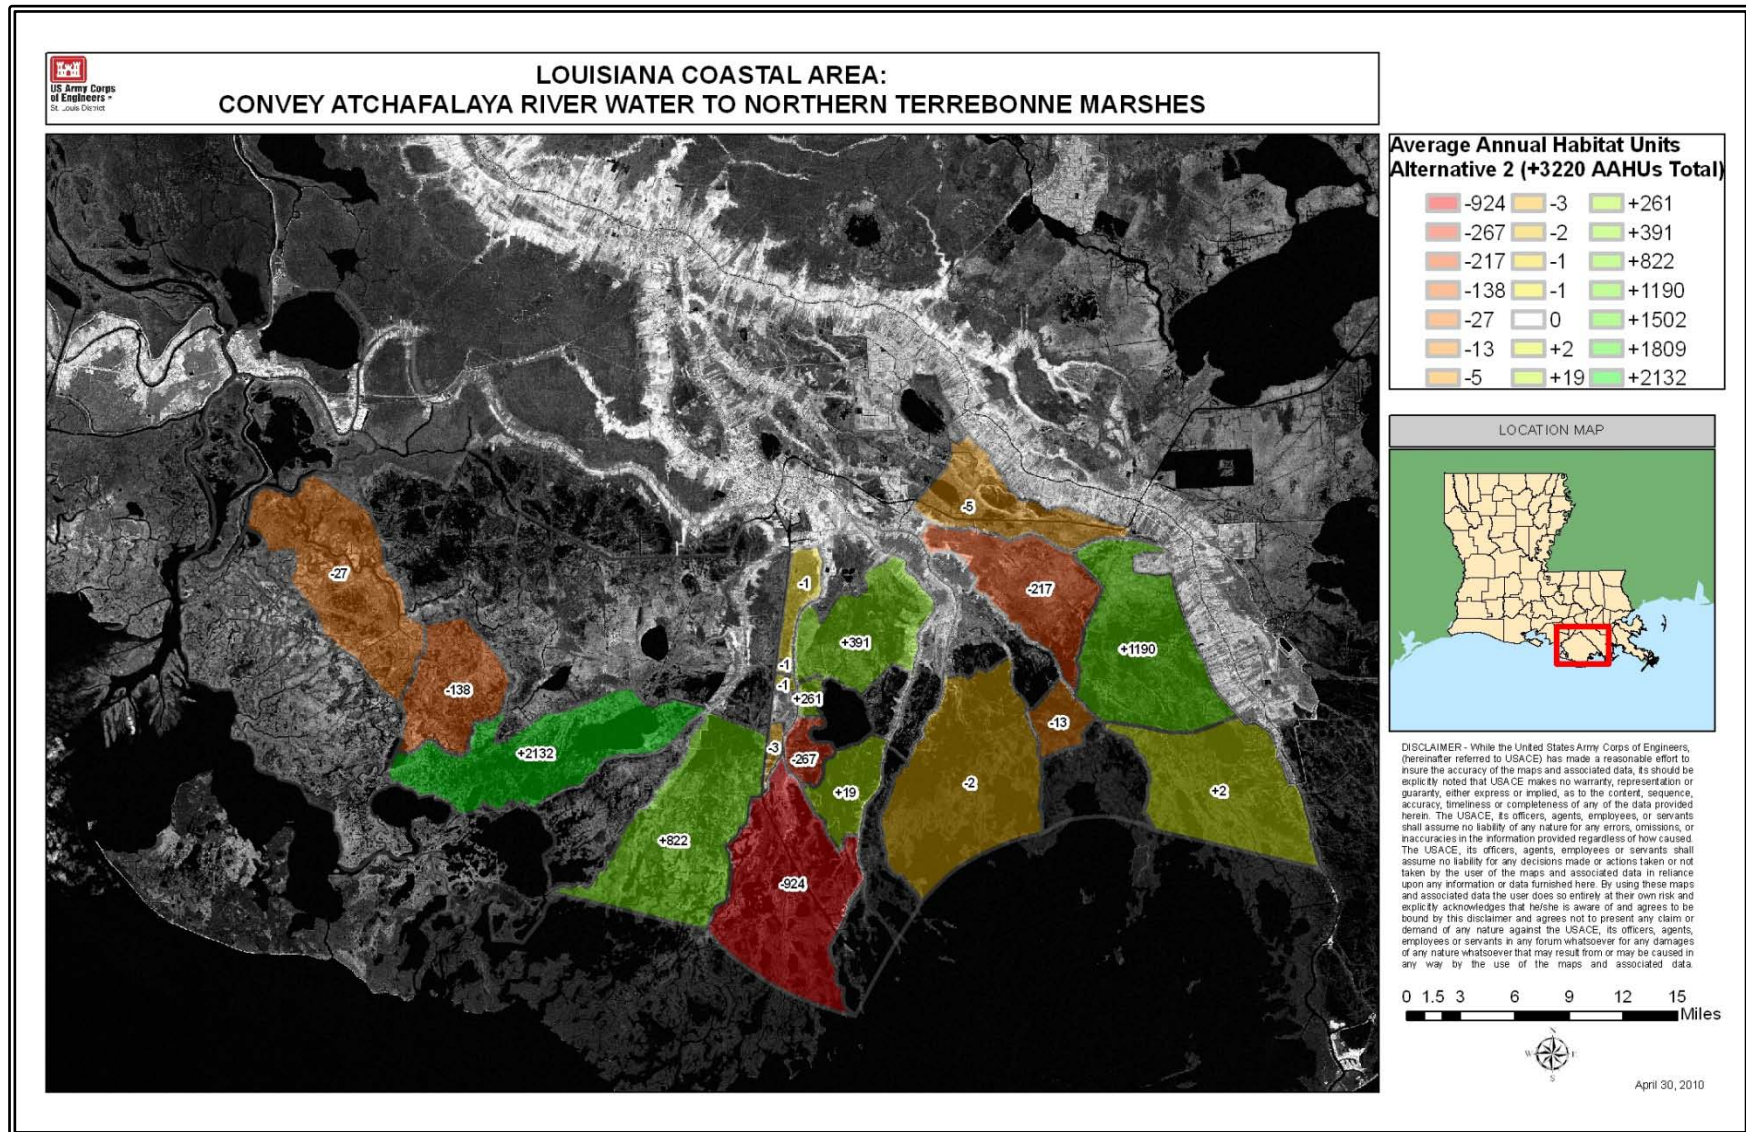 US Army Corps
of Engineers
St. Louis District
LOUISIANA COASTAL AREA:
CONVEY ATCHAFALAYA RIVER WATER TO NORTHERN TERREBONNE MARSHES
Average Annual Habitat Units
Alternative 2 (+3220 AAHUs Total)
-924 -3 +261
-267 -2 +391
-217 -1 +822
-138 -1 +1190
-27 0 +1502
-13 +2 +1809
-5 +19 +2132
-5
-27
-1
-217
+391
+1190
-1
-1
-138
+261
-13
+2132
-3
-267
-2
+19
+2
+822
-924
LOCATION MAP
DISCLAIMER - While the United States Army Corps of Engineers,
(hereinafter referred to USACE) has made a reasonable effort to
insure the accuracy of the maps and associated data, its should be
explicitly noted that USACE makes no warranty, representation or
guaranty, either express or implied, as to the content, sequence,
accuracy, timeliness or completeness of any of the data provided
herein. The USACE, its officers, agents, employees, or servants
shall assume no liability of any nature for any errors, omissions, or
inaccuracies in the information provided regardless of how caused.
The USACE, its officers, agents, employees or servants shall
assume no liability for any decisions made or actions taken or not
taken by the user of the maps and associated data in reliance
upon any information or data furnished here. By using these maps
and associated data the user does so entirely at their own risk and
explicitly acknowledges that he/she is aware of and agrees to be
bound by this disclaimer and agrees not to present any claim or
demand of any nature against the USACE, its officers, agents,
employees or servants in any forum whatsoever for any damages
of any nature whatsoever that may result from or may be caused in
any way by the use of the maps and associated data.
0 1.5 3 6 9 12 15
Miles
N
W E
S
April 30, 2010